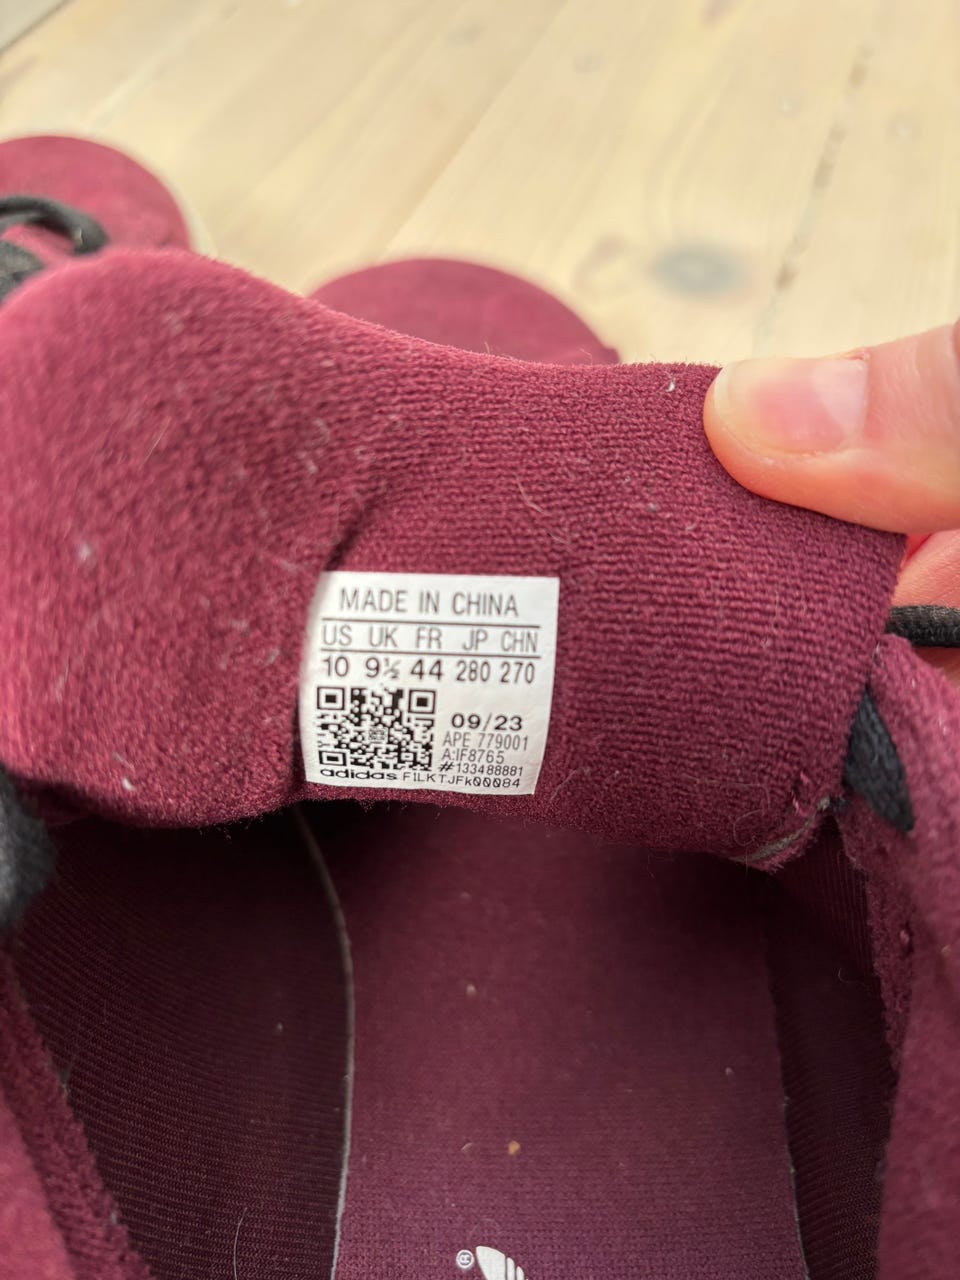 MADE IN CHINA
US UK FR JP CHN
10 9½ 44 280 270
09/23
APE 779001
A:IF8765
#133488881
adidas F1LKTJFk00084
®